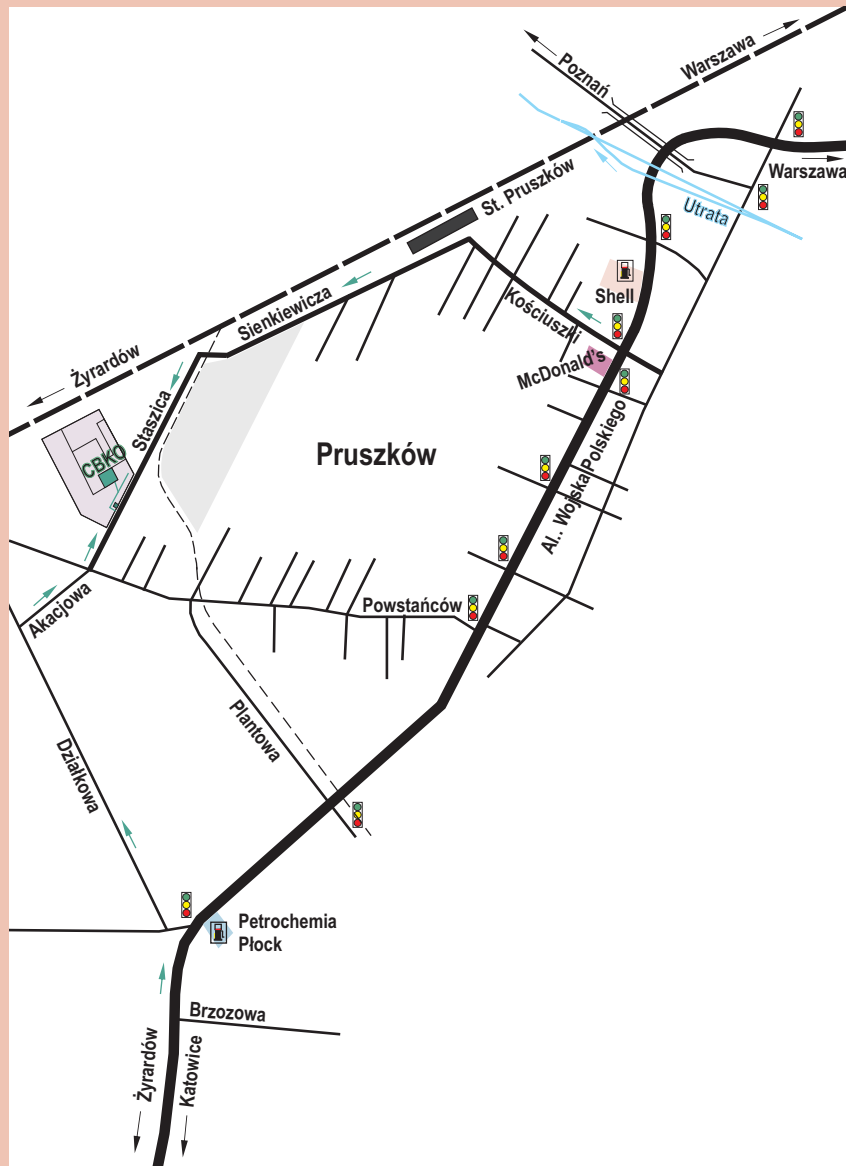 Warszawa
Poznań
Warszawa
St. Pruszków
Utrata
Sienkiewicza
Kościuszki
Shell
Żyrardów
McDonald's
Staszica
CBKO
Pruszków
Al.. Wojska Polskiego
Akacjowa
Powstańców
Plantowa
Działkowa
Petrochemia
Płock
Brzozowa
Żyrardów
Katowice